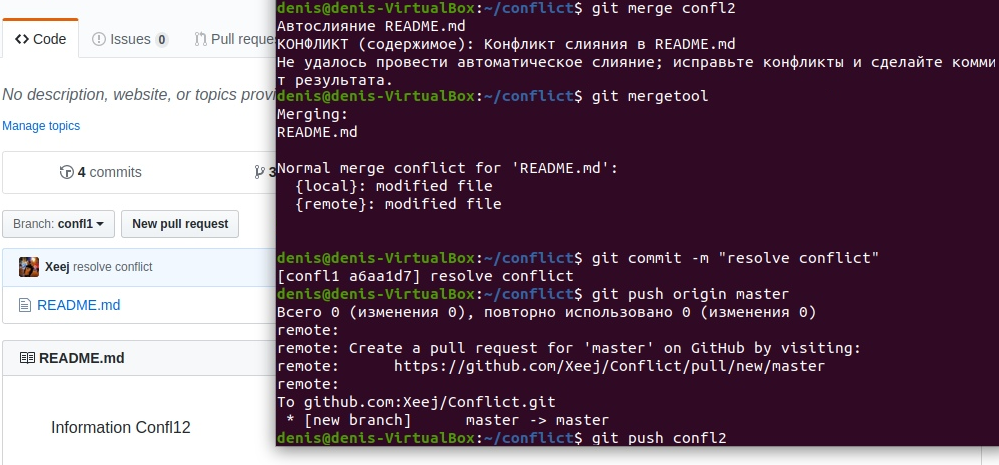 Code Issues 0 Pull reque
No description, website, or topics provi
Manage topics
4 commits 3
Branch: confl1 New pull request
Xeej resolve conflict
README.md
README.md
Information Confl12
denis@denis-VirtualBox:~/conflict$ git merge confl2
Автослияние README.md
КОНФЛИКТ (содержимое): Конфликт слияния в README.md
Не удалось провести автоматическое слияние; исправьте конфликты и сделайте комми
т результата.
denis@denis-VirtualBox:~/conflict$ git mergetool
Merging:
README.md
Normal merge conflict for 'README.md':
{local}: modified file
{remote}: modified file
denis@denis-VirtualBox:~/conflict$ git commit -m "resolve conflict"
[confl1 a6aa1d7] resolve conflict
denis@denis-VirtualBox:~/conflict$ git push origin master
Всего 0 (изменения 0), повторно использовано 0 (изменения 0)
remote:
remote: Create a pull request for 'master' on GitHub by visiting:
remote: https://github.com/Xeej/Conflict/pull/new/master
remote:
To github.com:Xeej/Conflict.git
* [new branch] master -> master
denis@denis-VirtualBox:~/conflict$ git push confl2